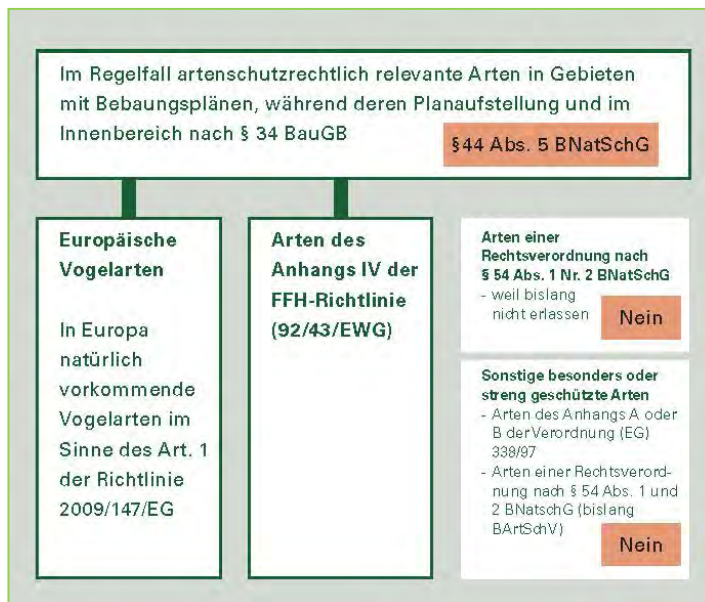 Im Regelfall artenschutzrechtlich relevante Arten in Gebieten
mit Bebaungsplänen, während deren Planaufstellung und im
Innenbereich nach § 34 BauGB
§44 Abs. 5 BNatSchG
Europäische
Vogelarten
In Europa
natürlich
vorkommende
Vogelarten im
Sinne des Art. 1
der Richtlinie
2009/147/EG
Arten des
Anhangs IV der
FFH-Richtlinie
(92/43/EWG)
Arten einer
Rechtsverordnung nach
§ 54 Abs. 1 Nr. 2 BNatSchG
- weil bislang
nicht erlassen
Nein
Sonstige besonders oder
streng geschützte Arten
- Arten des Anhangs A oder
B der Verordnung (EG)
338/97
- Arten einer Rechtsverord-
nung nach § 54 Abs. 1 und
2 BNatschG (bislang
BArtSchV)
Nein